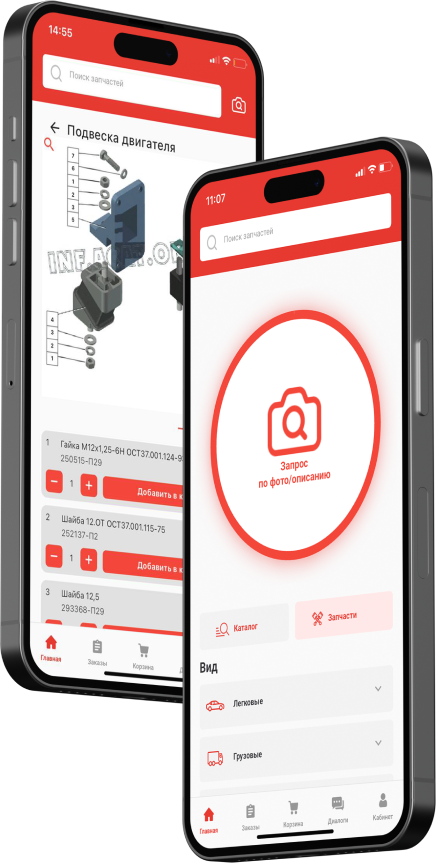 14:55
Поиск запчастей
Подвеска двигателя
7
6
1
2
3
5
4
3
2
1
1 Гайка М12х1,25-6Н ОСТ37.001.124-9
250515-П29
1
Добавить в к
2 Шайба 12.ОТ ОСТ37.001.115-75
252137-П2
1
Добавить в к
3 Шайба 12,5
293368-П29
Главная
Заказы
Корзина
11:07
Поиск запчастей
Запрос
по фото/описанию
Каталог
Запчасти
Вид
Легковые
Грузовые
Главная
Заказы
Корзина
Диалоги
Кабинет